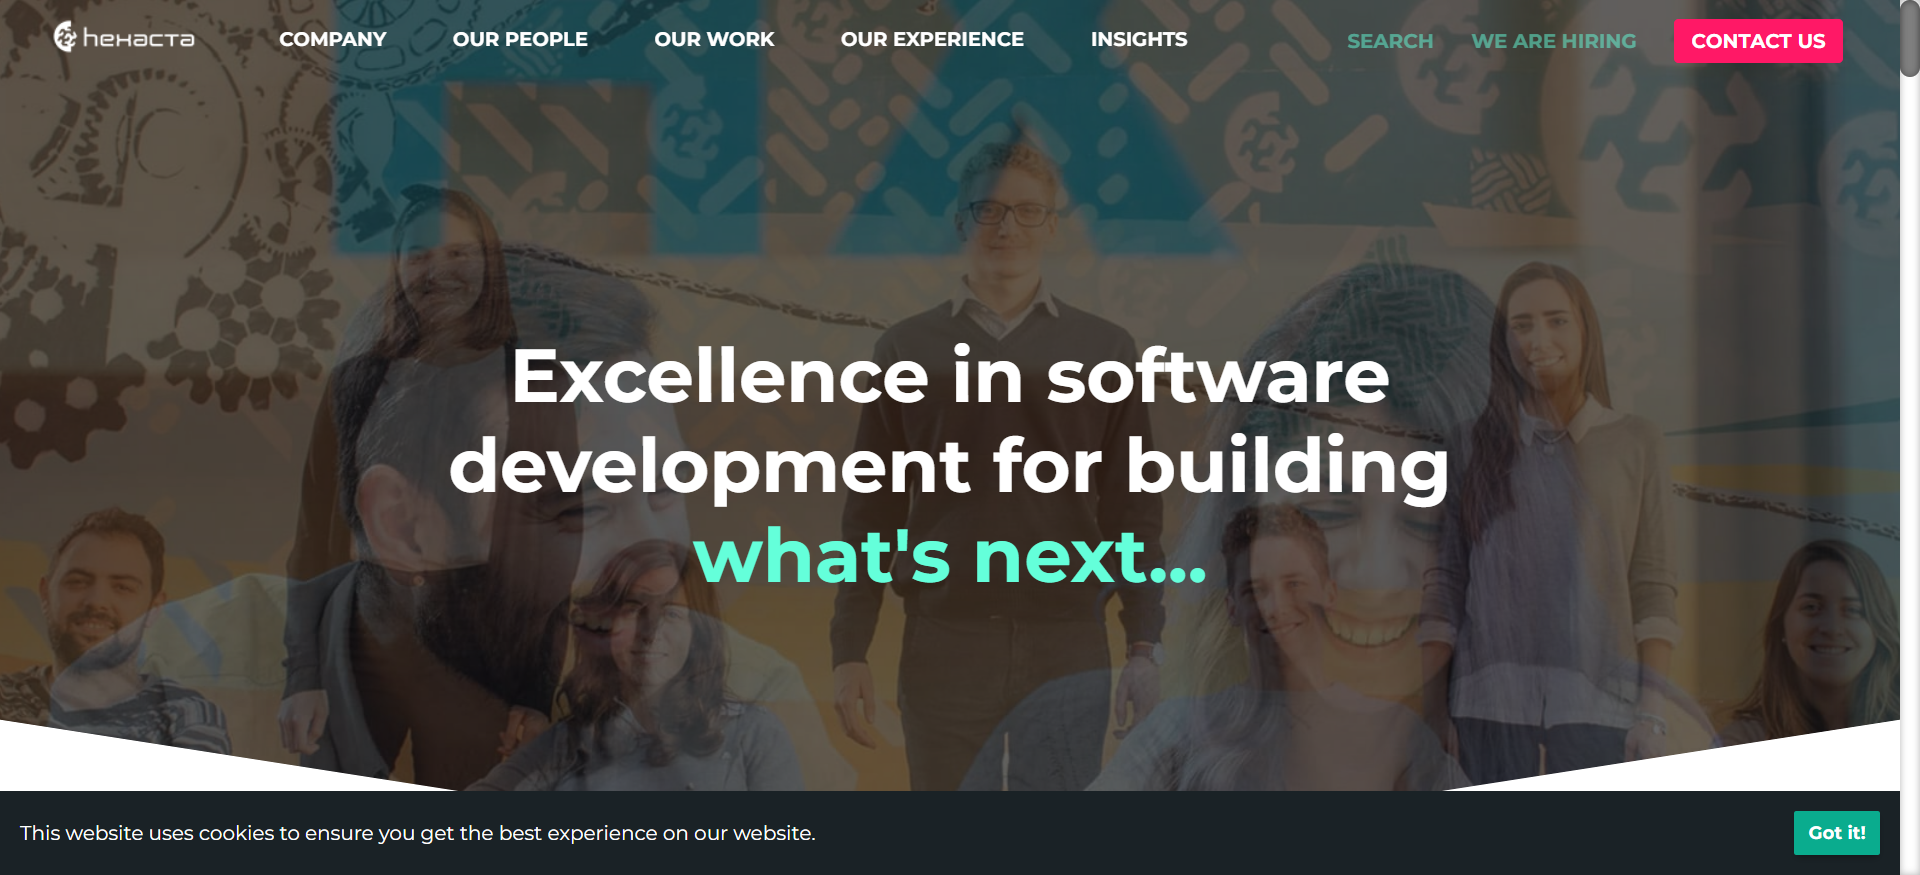 hexacta
COMPANY
OUR PEOPLE
OUR WORK
OUR EXPERIENCE
INSIGHTS
SEARCH
WE ARE HIRING
CONTACT US
Excellence in software
development for building
what's next...
This website uses cookies to ensure you get the best experience on our website.
Got it!